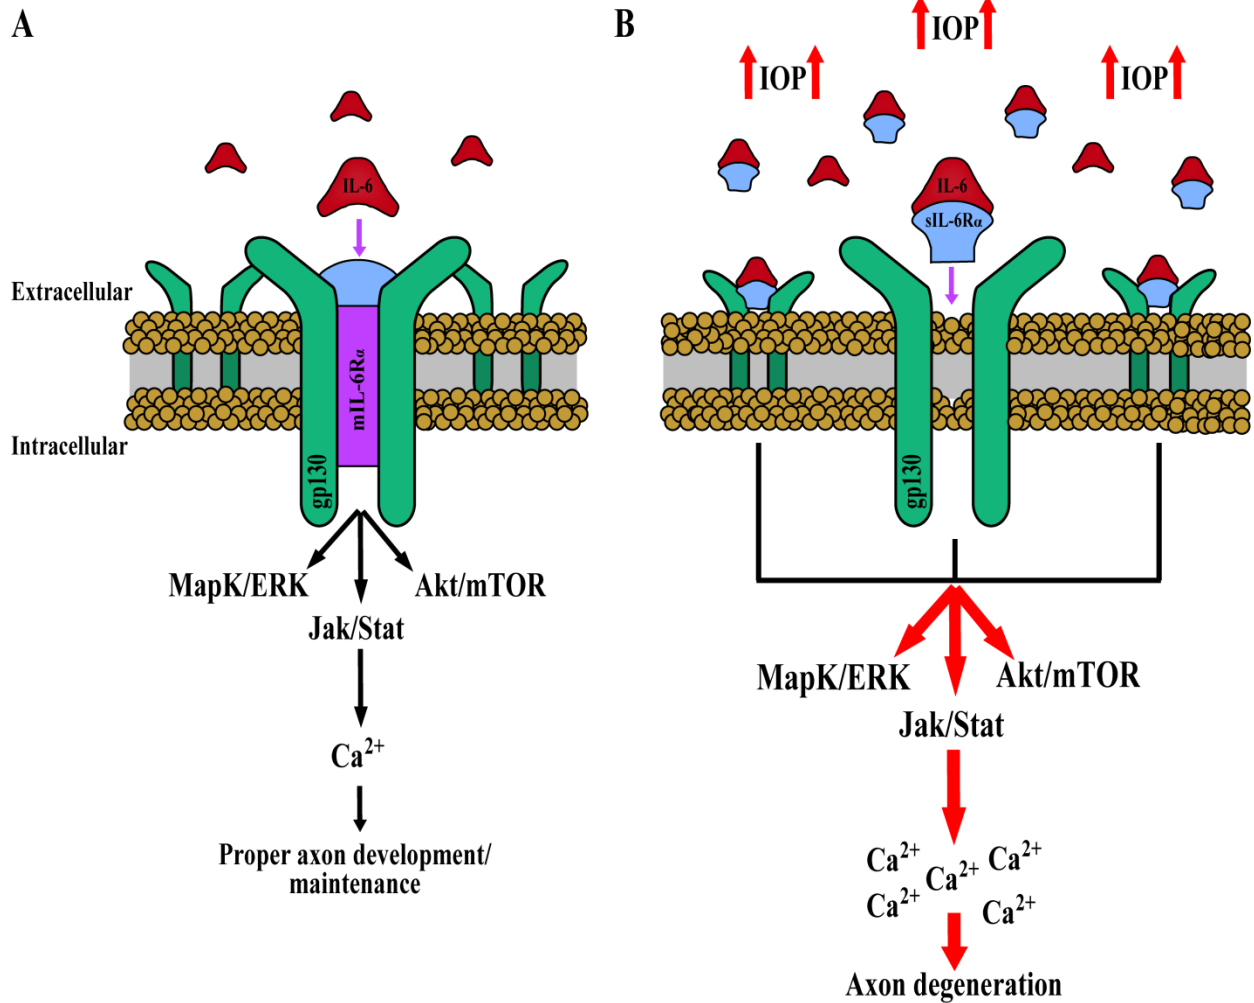 A
IL-6
Extracellular
mIL-6Rα
Intracellular
gp130
MapK/ERK
Akt/mTOR
Jak/Stat
Ca²⁺
Proper axon development/
maintenance
B
IOP
IOP
IOP
IL-6
sIL-6Rα
gp130
MapK/ERK
Akt/mTOR
Jak/Stat
Ca²⁺
Ca²⁺
Ca²⁺
Ca²⁺
Ca²⁺
Axon degeneration